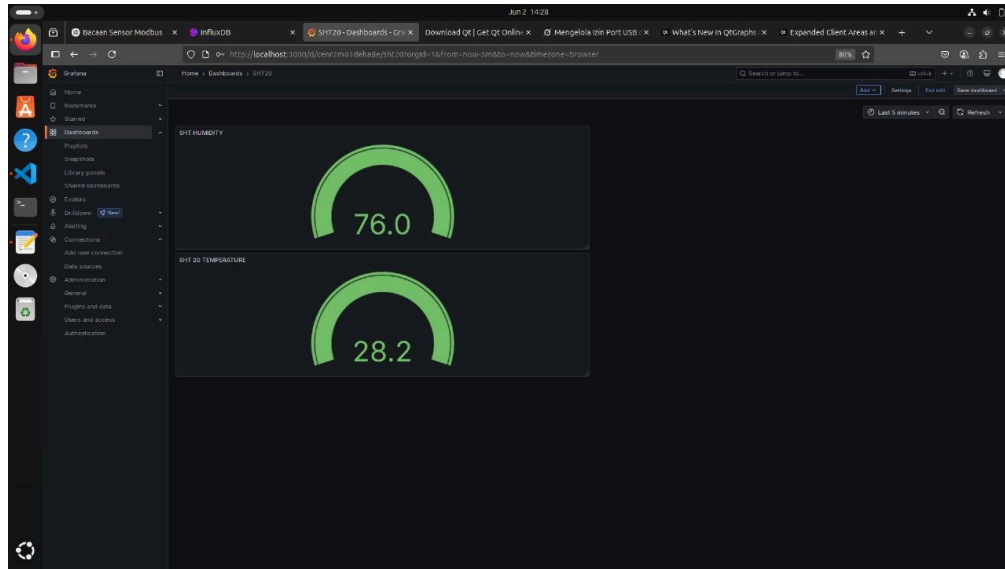 Jun 2 14:28
Bacaan Sensor Modbus
InfluxDB
SHT20 - Dashboards - Gra
Download Qt | Get Qt Online
Mengelola Izin Port USB d
What's New in QtGraphs
Expanded Client Areas an
http://localhost:3000/d/cenr2m61deha8e/sht20?orgId=1&from=now-5m&to=now&timezone=browser
80%
Grafana
Home › Dashboards › SHT20
Search or jump to...
Home
Add
Settings
Exit edit
Save dashboard
Bookmarks
Starred
Last 5 minutes
Refresh
Dashboards
Playlists
Snapshots
Library panels
Shared dashboards
Explore
Drilldown
New!
Alerting
Connections
Add new connection
Data sources
Administration
General
Plugins and data
Users and access
Authentication
SHT HUMIDITY
76.0
SHT 20 TEMPERATURE
28.2